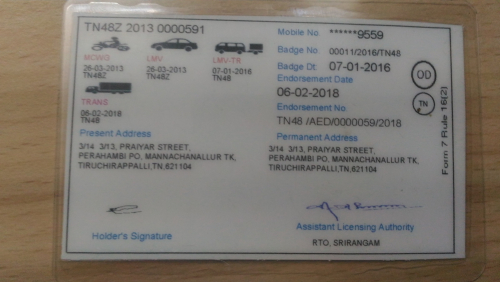 TN48Z 2013 0000591
Mobile No. ******9559
Badge No. 00011/2016/TN48
Badge Dt: 07-01-2016
Endorsement Date
06-02-2018
Endorsement No.
TN48 /AED/0000059/2018
MCWG LMV LMV-TR
26-03-2013 26-02-2013 07-01-2016
TN48Z TN48Z TN48
TRANS
06-02-2018
TN48
OD
TN
Form 7 Rule 16(2)
Present Address
3/14 3/13, PRAIYAR STREET,
PERAHAMBI PO, MANNACHANALLUR TK,
TIRUCHIRAPPALLI,TN,621104
Permanent Address
3/14 3/13, PRAIYAR STREET,
PERAHAMBI PO, MANNACHANALLUR TK,
TIRUCHIRAPPALLI,TN,621104
Holder's Signature
Assistant Licensing Authority
RTO, SRIRANGAM